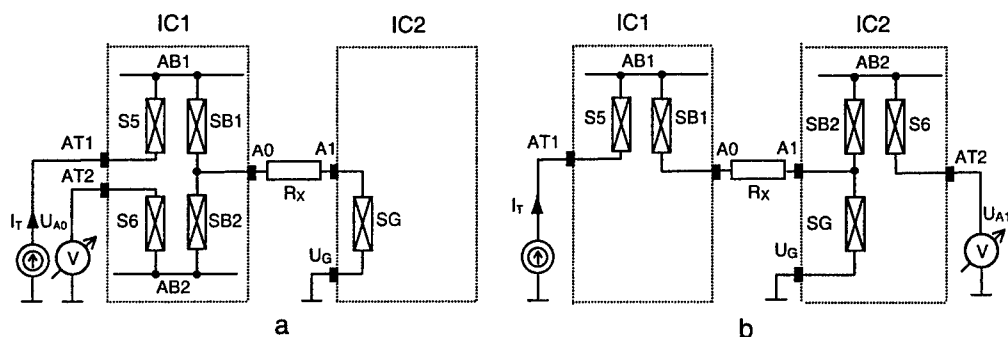 IC1
IC2
AB1
S5
SB1
AT1
A0
A1
AT2
R_X
I_T
U_A0
S6
SB2
SG
V
U_G
AB2
a
IC1
IC2
AB1
AB2
S5
SB1
SB2
S6
AT1
A0
A1
AT2
R_X
I_T
SG
U_A1
V
U_G
b